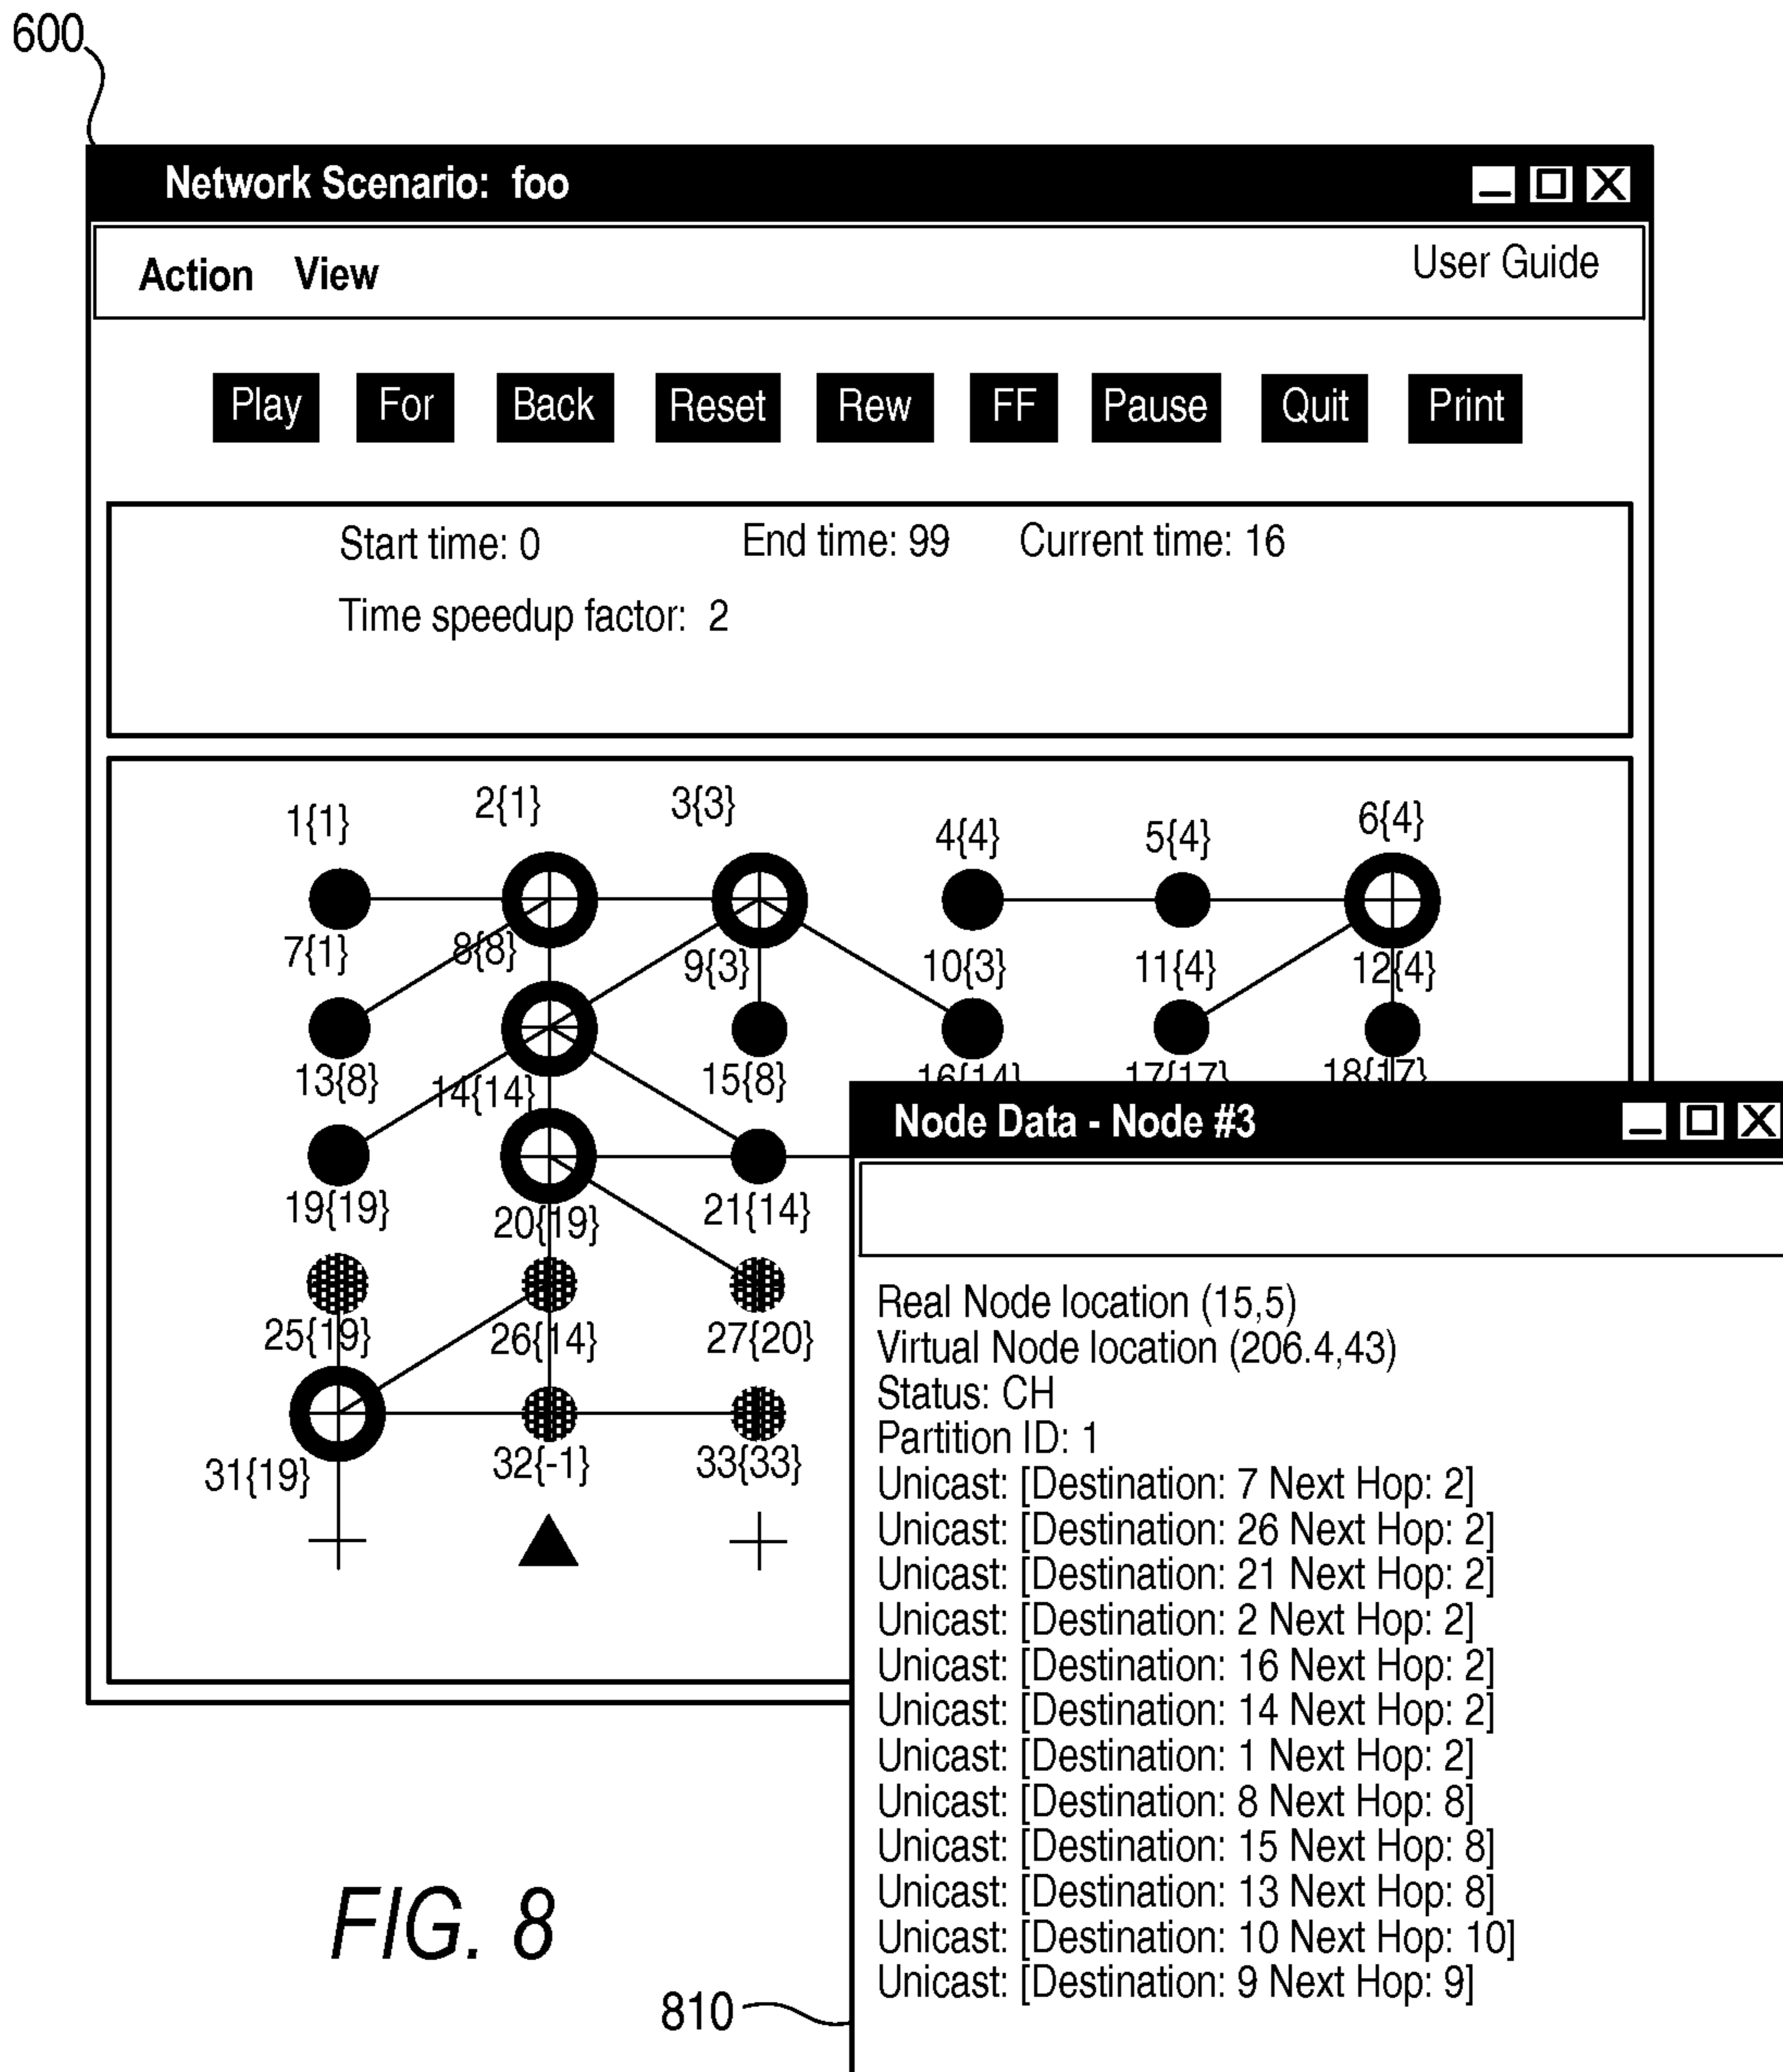 600
Network Scenario: foo
Action View User Guide
Play For Back Reset Rew FF Pause Quit Print
Start time: 0 End time: 99 Current time: 16
Time speedup factor: 2
1{1} 2{1} 3{3} 4{4} 5{4} 6{4}
7{1} 8{8} 9{3} 10{3} 11{4} 12{4}
13{8} 14{14} 15{8} 16{14} 17{17} 18{17}
19{19} 20{19} 21{14}
25{19} 26{14} 27{20}
31{19} 32{-1} 33{33}
Node Data - Node #3
Real Node location (15,5)
Virtual Node location (206.4,43)
Status: CH
Partition ID: 1
Unicast: [Destination: 7 Next Hop: 2]
Unicast: [Destination: 26 Next Hop: 2]
Unicast: [Destination: 21 Next Hop: 2]
Unicast: [Destination: 2 Next Hop: 2]
Unicast: [Destination: 16 Next Hop: 2]
Unicast: [Destination: 14 Next Hop: 2]
Unicast: [Destination: 1 Next Hop: 2]
Unicast: [Destination: 8 Next Hop: 8]
Unicast: [Destination: 15 Next Hop: 8]
Unicast: [Destination: 13 Next Hop: 8]
Unicast: [Destination: 10 Next Hop: 10]
Unicast: [Destination: 9 Next Hop: 9]
FIG. 8
810